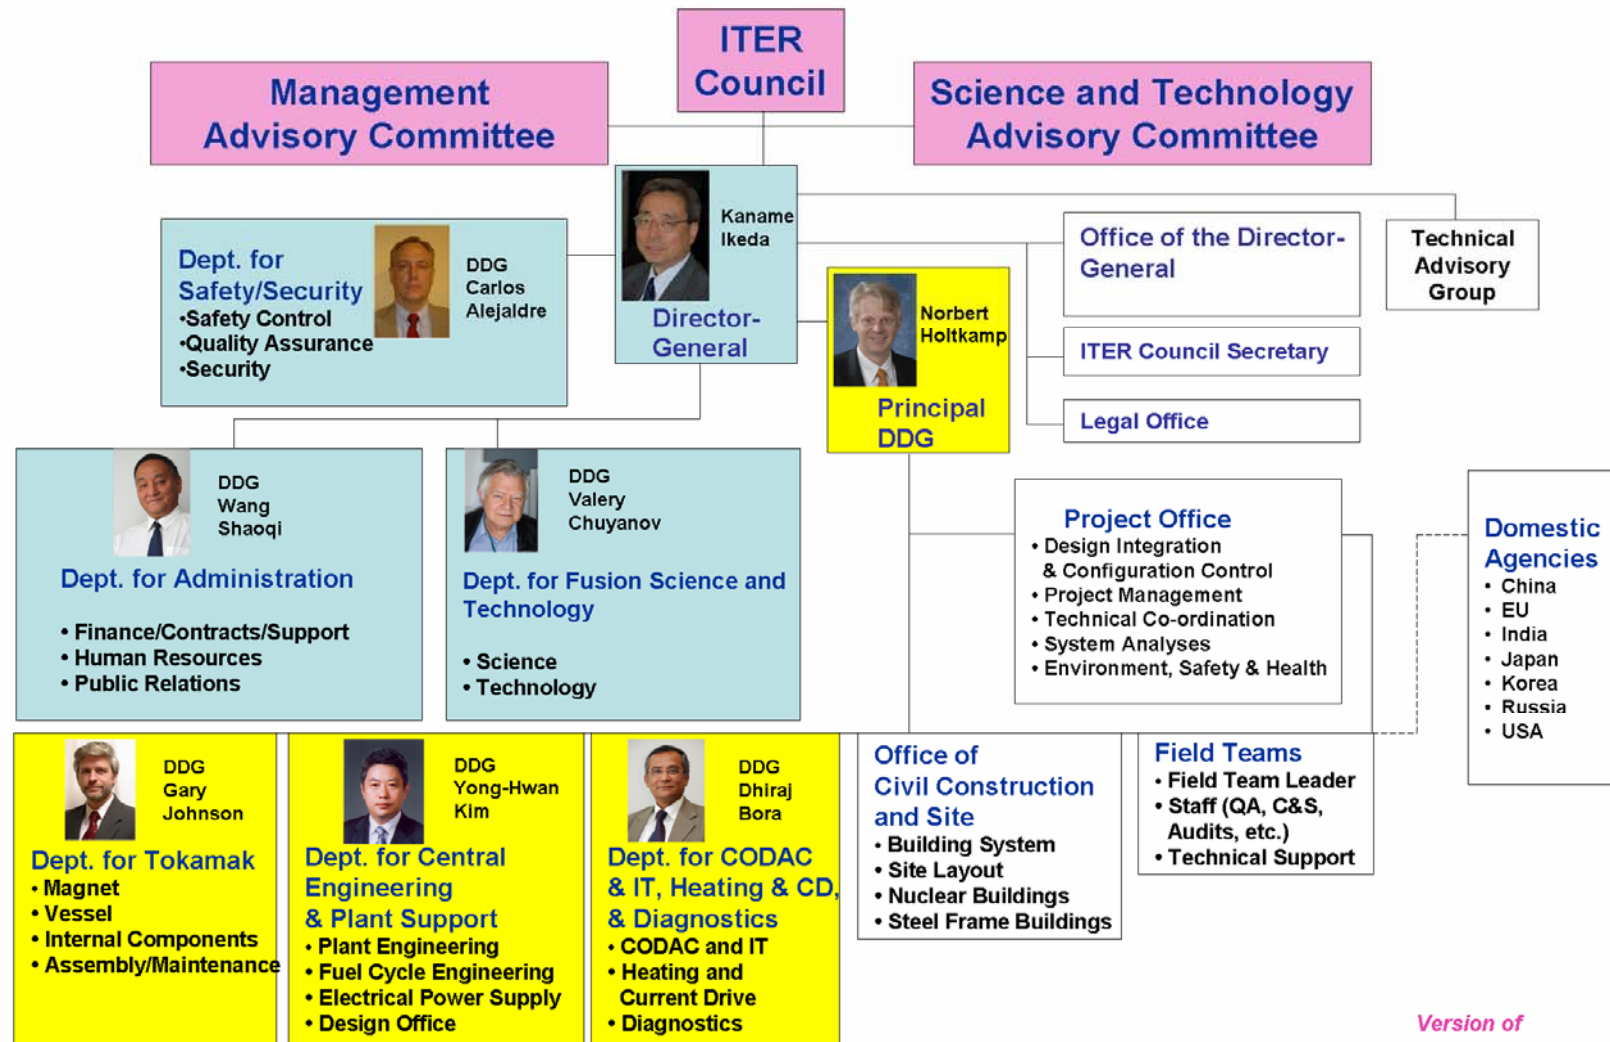 ITER
Council
Management
Advisory Committee
Science and Technology
Advisory Committee
Kaname
Ikeda
Director-
General
Dept. for
Safety/Security
•Safety Control
•Quality Assurance
•Security
DDG
Carlos
Alejaldre
Norbert
Holtkamp
Principal
DDG
Office of the Director-
General
ITER Council Secretary
Legal Office
Technical
Advisory
Group
DDG
Wang
Shaoqi
Dept. for Administration
• Finance/Contracts/Support
• Human Resources
• Public Relations
DDG
Valery
Chuyanov
Dept. for Fusion Science and
Technology
• Science
• Technology
Project Office
• Design Integration
& Configuration Control
• Project Management
• Technical Co-ordination
• System Analyses
• Environment, Safety & Health
Domestic
Agencies
• China
• EU
• India
• Japan
• Korea
• Russia
• USA
DDG
Gary
Johnson
Dept. for Tokamak
• Magnet
• Vessel
• Internal Components
• Assembly/Maintenance
DDG
Yong-Hwan
Kim
Dept. for Central
Engineering
& Plant Support
• Plant Engineering
• Fuel Cycle Engineering
• Electrical Power Supply
• Design Office
DDG
Dhiraj
Bora
Dept. for CODAC
& IT, Heating & CD,
& Diagnostics
• CODAC and IT
• Heating and
Current Drive
• Diagnostics
Office of
Civil Construction
and Site
• Building System
• Site Layout
• Nuclear Buildings
• Steel Frame Buildings
Field Teams
• Field Team Leader
• Staff (QA, C&S,
Audits, etc.)
• Technical Support
Version of